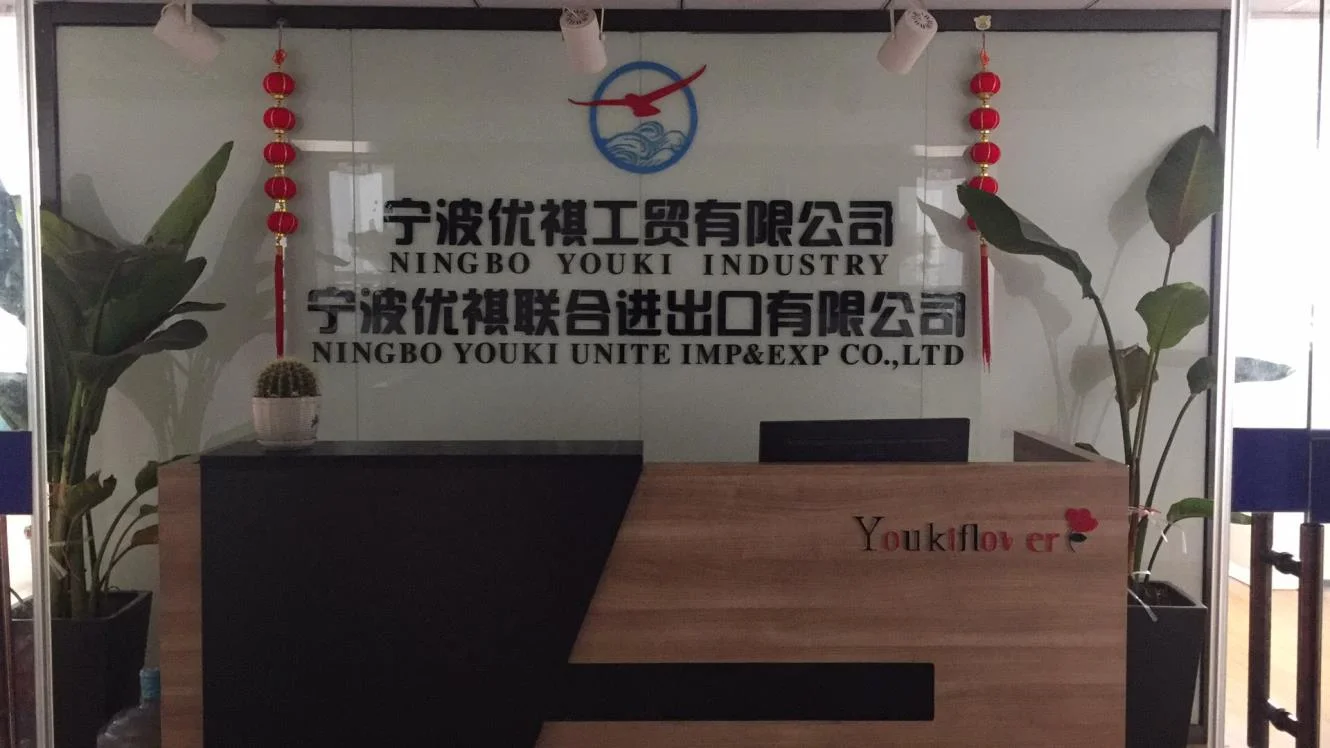 宁波优祺工贸有限公司
NINGBO YOUKI INDUSTRY
宁波优祺联合进出口有限公司
NINGBO YOUKI UNITE IMP&EXP CO.,LTD
Youkiflower